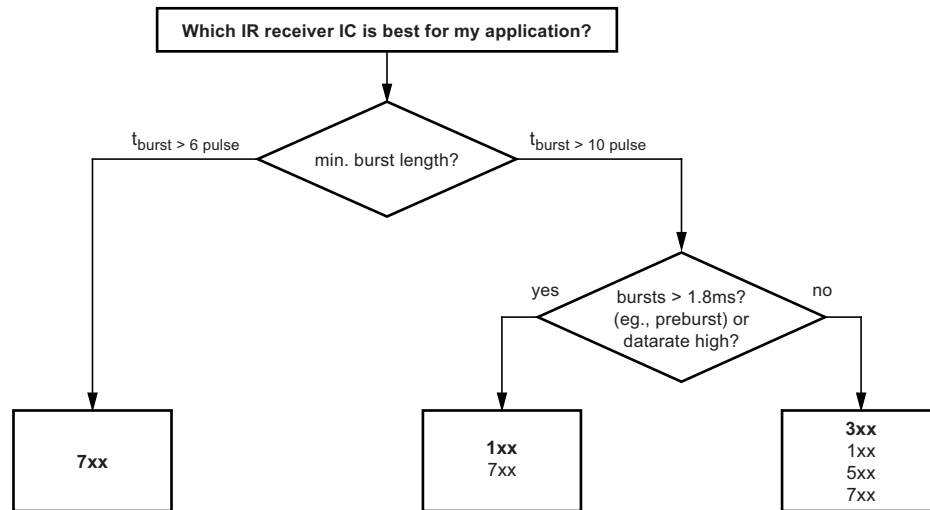 Which IR receiver IC is best for my application?
tburst > 6 pulse
min. burst length?
tburst > 10 pulse
yes
bursts > 1.8ms?
(eg., preburst) or
datarate high?
no
7xx
1xx
7xx
3xx
1xx
5xx
7xx